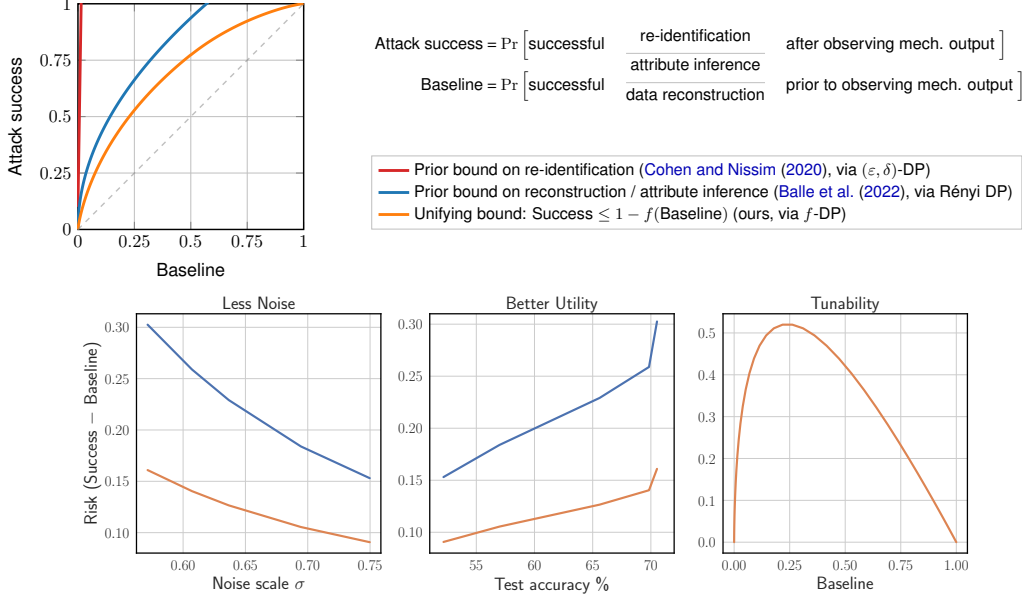 1
0.75
0.5
0.25
0
0
0.25
0.5
0.75
1
Attack success
Baseline
Attack success = Pr [successful re-identification after observing mech. output]
attribute inference
Baseline = Pr [successful data reconstruction prior to observing mech. output]
Prior bound on re-identification (Cohen and Nissim (2020), via (ε, δ)-DP)
Prior bound on reconstruction / attribute inference (Balle et al. (2022), via Rényi DP)
Unifying bound: Success ≤ 1 − f(Baseline) (ours, via f-DP)
Less Noise
Risk (Success − Baseline)
0.30
0.25
0.20
0.15
0.10
0.60
0.65
0.70
0.75
Noise scale σ
Better Utility
0.30
0.25
0.20
0.15
0.10
55
60
65
70
Test accuracy %
Tunability
0.5
0.4
0.3
0.2
0.1
0.0
0.00
0.25
0.50
0.75
1.00
Baseline